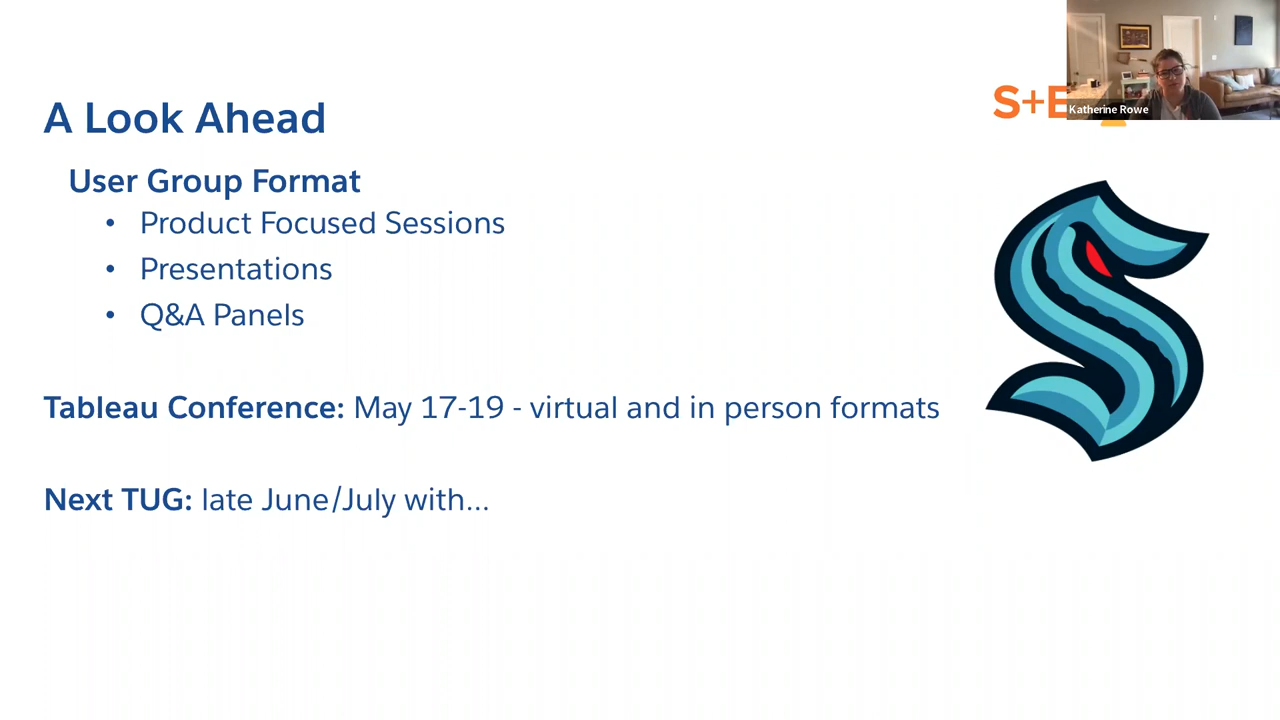 A Look Ahead
S+E
Katherine Rowe
User Group Format
• Product Focused Sessions
• Presentations
• Q&A Panels
Tableau Conference: May 17-19 - virtual and in person formats
Next TUG: late June/July with...